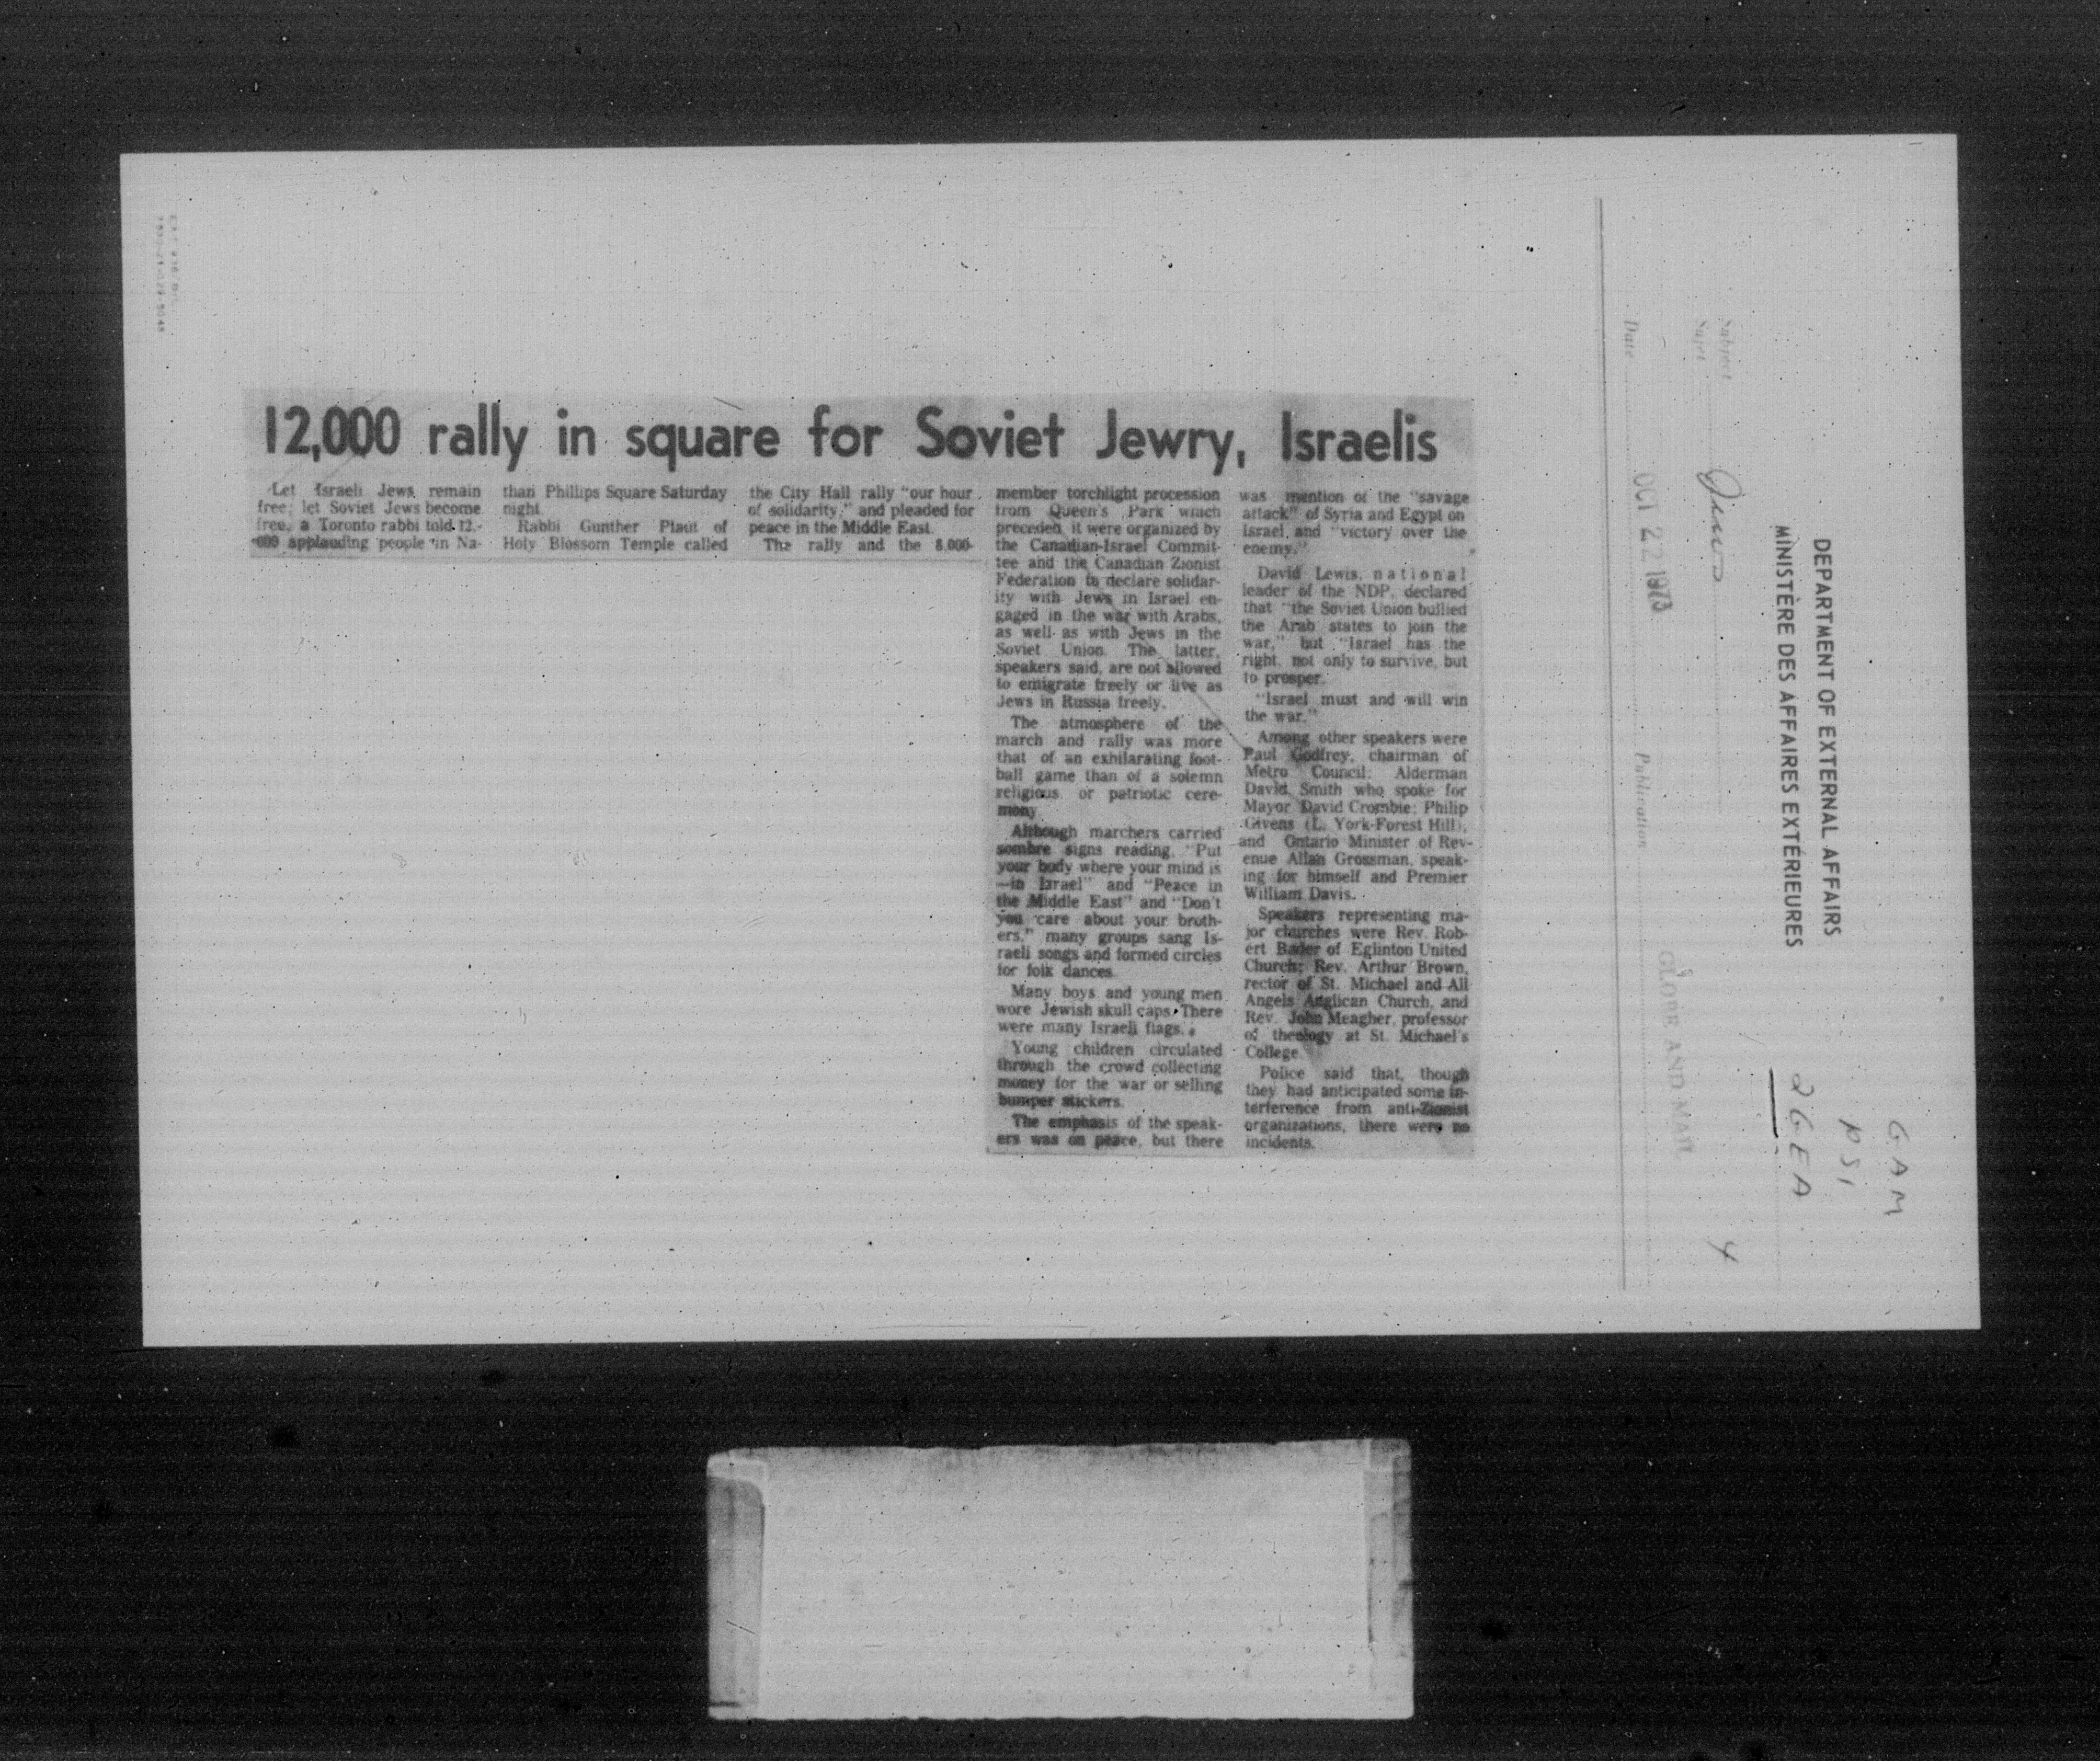 12,000 rally in square for Soviet Jewry, Israelis
Let Israeli Jews remain
free; let Soviet Jews become
free, a Toronto rabbi told 12,-
000 applauding people in Na-
than Phillips Square Saturday
night.
Rabbi Gunther Plaut of
Holy Blossom Temple called
the City Hall rally "our hour
of solidarity," and pleaded for
peace in the Middle East.
The rally and the 8,000-
member torchlight procession
from Queen's Park which
preceded it were organized by
the Canadian-Israel Commit-
tee and the Canadian Zionist
Federation to declare solidar-
ity with Jews in Israel en-
gaged in the war with Arabs,
as well as with Jews in the
Soviet Union. The latter,
speakers said, are not allowed
to emigrate freely or live as
Jews in Russia freely.
The atmosphere of the
march and rally was more
that of an exhilarating foot-
ball game than of a solemn
religious or patriotic cere-
mony.
Although marchers carried
sombre signs reading, "Put
your body where your mind is
—in Israel" and "Peace in
the Middle East" and "Don't
you care about your broth-
ers," many groups sang Is-
raeli songs and formed circles
for folk dances.
Many boys and young men
wore Jewish skull caps. There
were many Israeli flags.
Young children circulated
through the crowd collecting
money for the war or selling
bumper stickers.
The emphasis of the speak-
ers was on peace, but there
was mention of the "savage
attack" of Syria and Egypt on
Israel and "victory over the
enemy."
David Lewis, national
leader of the NDP, declared
that "the Soviet Union bullied
the Arab states to join the
war," but "Israel has the
right, not only to survive, but
to prosper.
"Israel must and will win
the war."
Among other speakers were
Paul Godfrey, chairman of
Metro Council; Alderman
David Smith who spoke for
Mayor David Crombie; Philip
Givens (L, York-Forest Hill),
and Ontario Minister of Rev-
enue Allan Grossman, speak-
ing for himself and Premier
William Davis.
Speakers representing ma-
jor churches were Rev. Rob-
ert Bader of Eglinton United
Church; Rev. Arthur Brown,
rector of St. Michael and All
Angels Anglican Church, and
Rev. John Meagher, professor
of theology at St. Michael's
College.
Police said that, though
they had anticipated some in-
terference from anti-Zionist
organizations, there were no
incidents.
DEPARTMENT OF EXTERNAL AFFAIRS
MINISTÈRE DES AFFAIRES EXTÉRIEURES
Subject
Sujet
Jews
4
Date
OCT 22 1973
Publication
GLOBE AND MAIL
GAM
PSI
2GEA